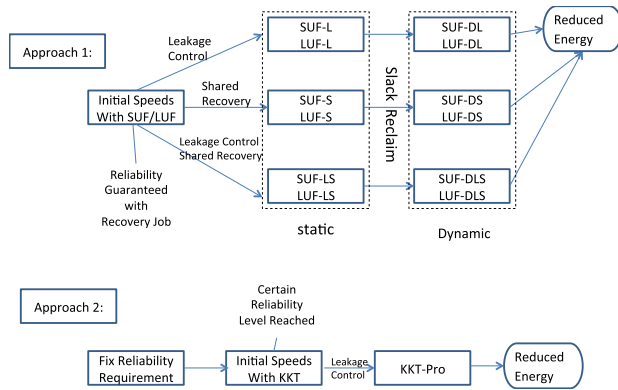 Approach 1:
Leakage
Control
SUF-L
LUF-L
SUF-DL
LUF-DL
Reduced
Energy
Initial Speeds
With SUF/LUF
Shared
Recovery
SUF-S
LUF-S
Slack Reclaim
SUF-DS
LUF-DS
Leakage Control
Shared Recovery
Reliability
Guaranteed
with
Recovery Job
SUF-LS
LUF-LS
SUF-DLS
LUF-DLS
static
Dynamic
Approach 2:
Certain
Reliability
Level Reached
Fix Reliability
Requirement
Initial Speeds
With KKT
Leakage
Control
KKT-Pro
Reduced
Energy